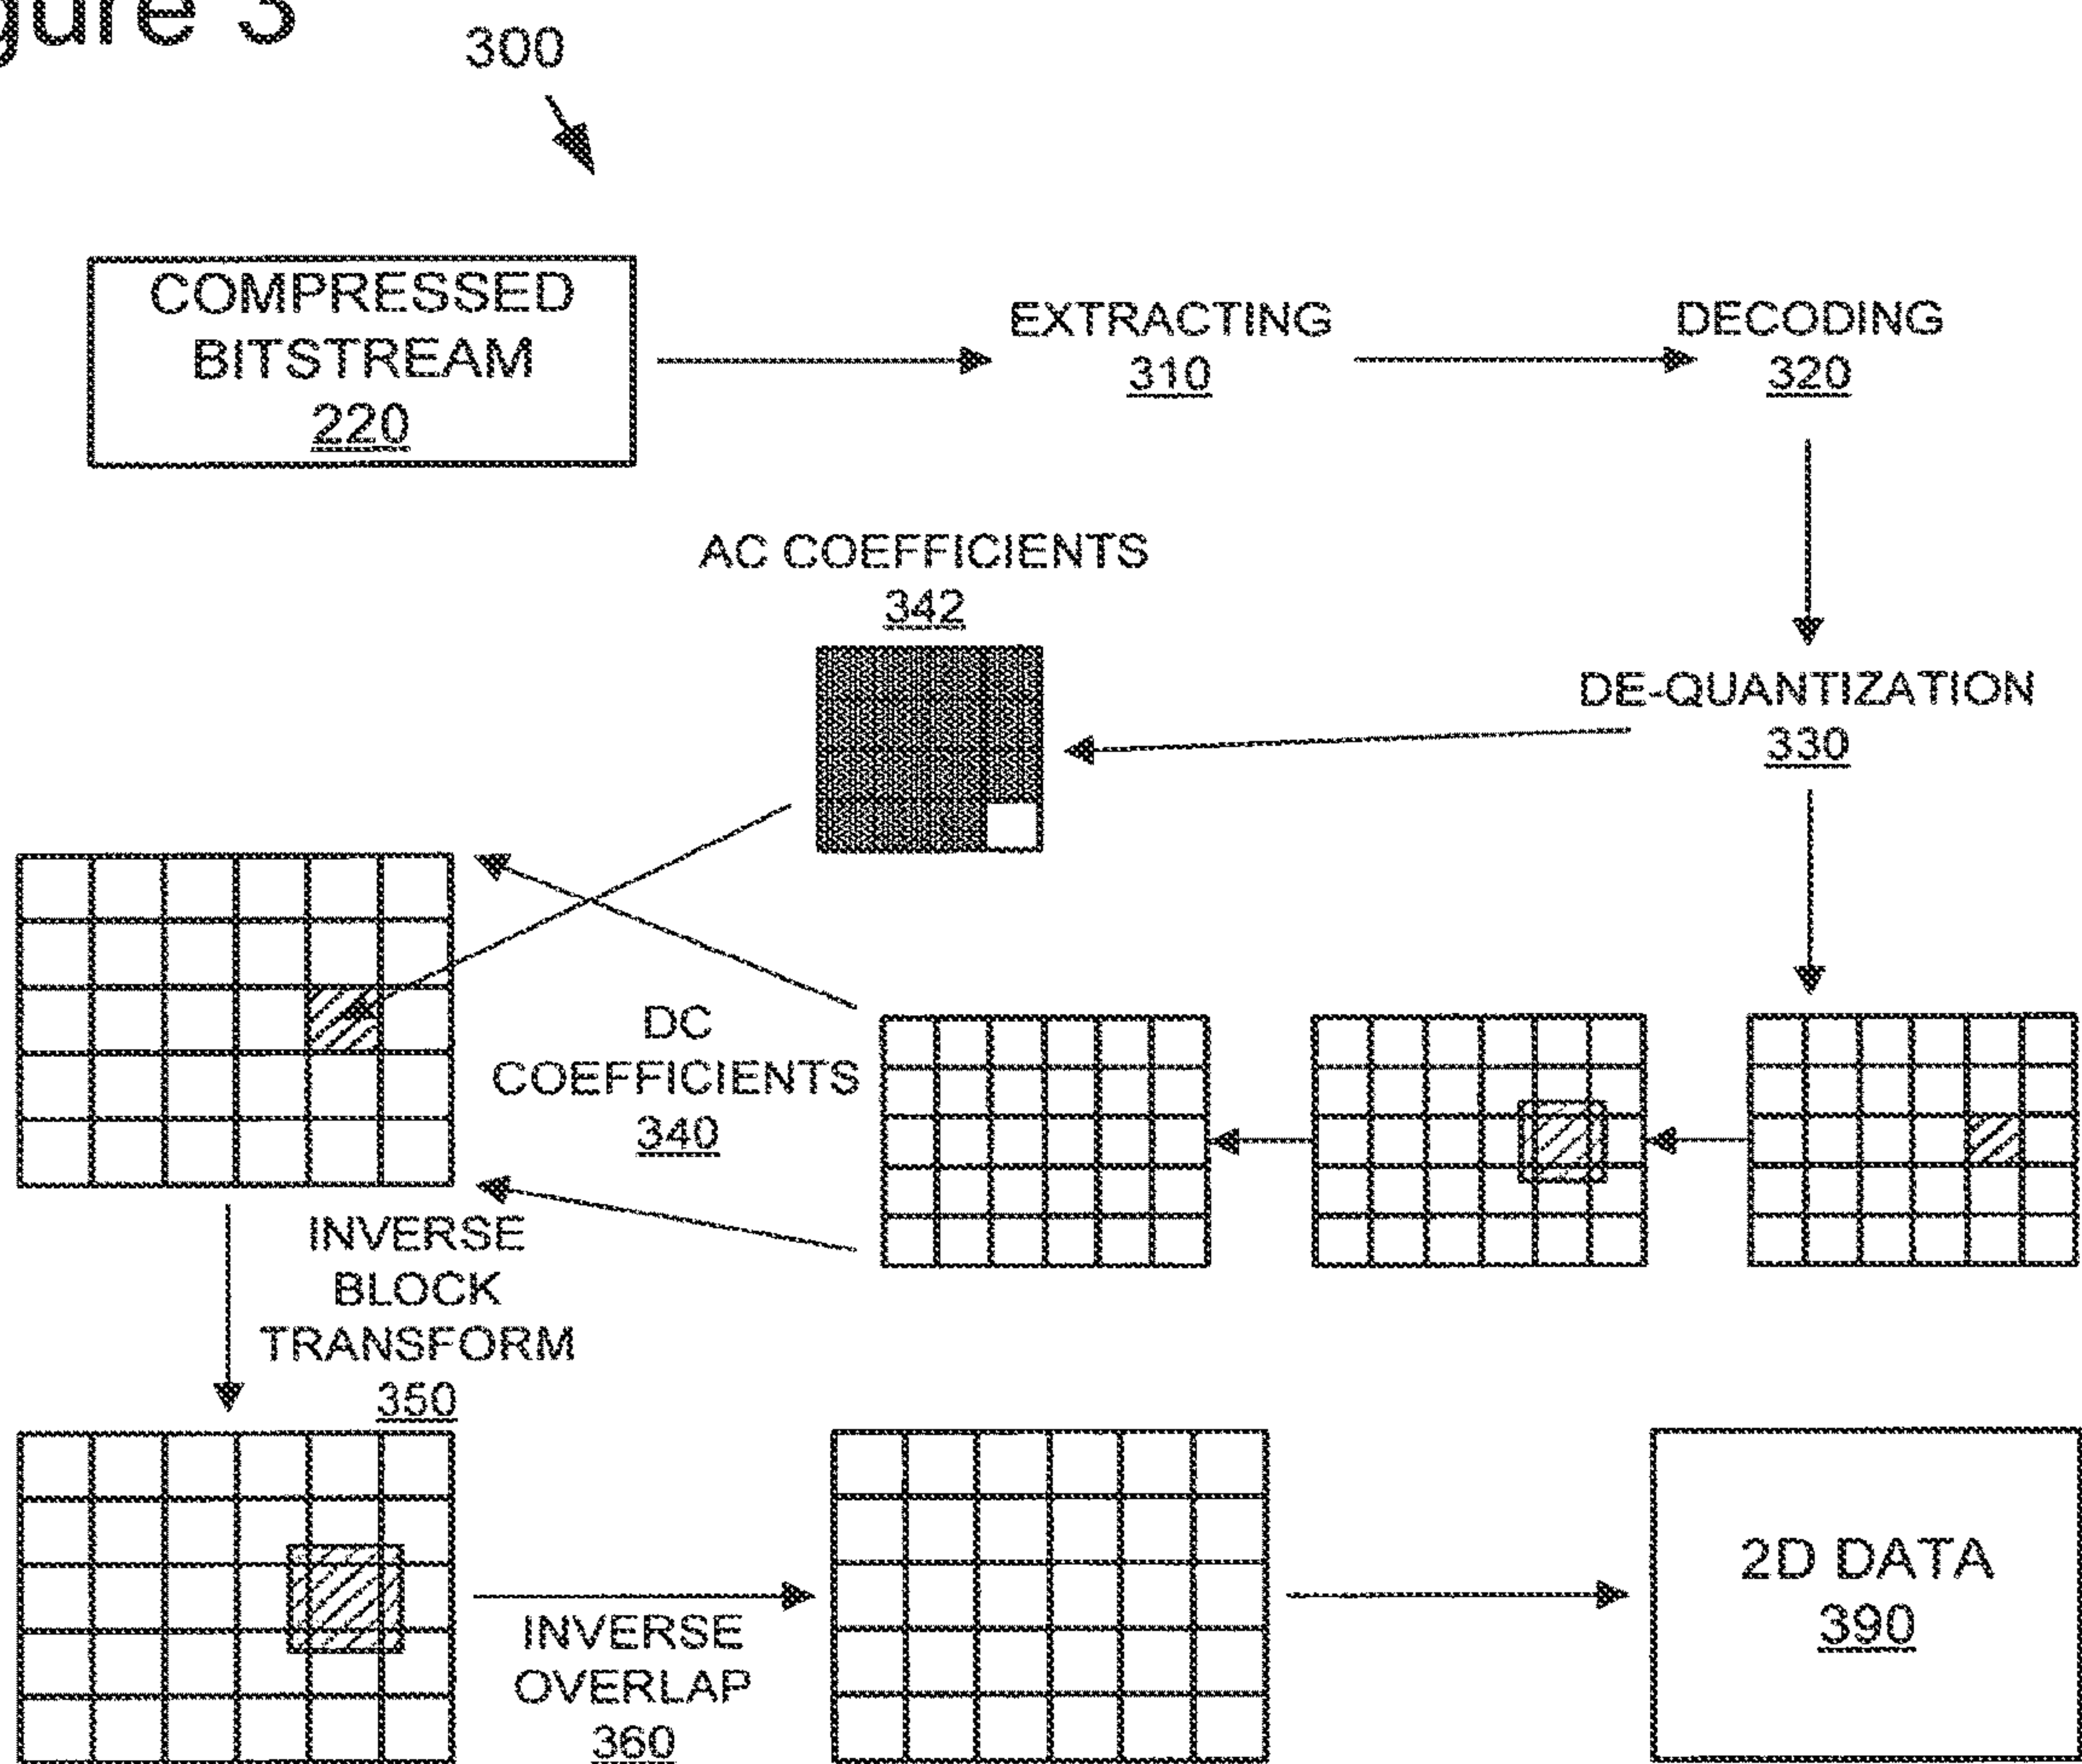 gure 3
300
COMPRESSED
BITSTREAM
220
EXTRACTING
310
DECODING
320
AC COEFFICIENTS
342
DE-QUANTIZATION
330
DC
COEFFICIENTS
340
INVERSE
BLOCK
TRANSFORM
350
INVERSE
OVERLAP
360
2D DATA
390